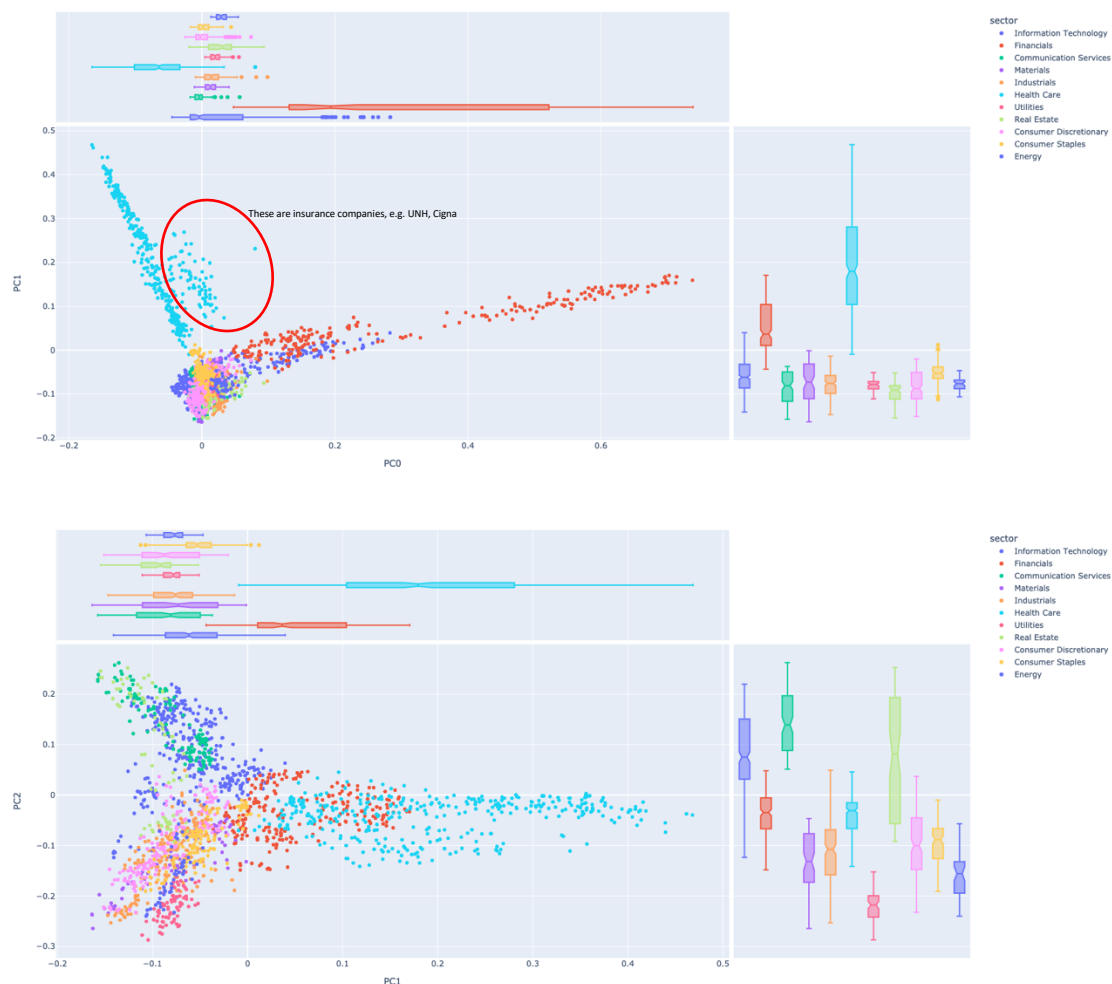 sector
Information Technology
Financials
Communication Services
Materials
Industrials
Health Care
Utilities
Real Estate
Consumer Discretionary
Consumer Staples
Energy
0.5
0.4
0.3
These are insurance companies, e.g. UNH, Cigna
0.2
PC1
0.1
0
−0.1
−0.2
−0.2 0 0.2 0.4 0.6
PC0
sector
Information Technology
Financials
Communication Services
Materials
Industrials
Health Care
Utilities
Real Estate
Consumer Discretionary
Consumer Staples
Energy
0.2
0.1
0
PC2
−0.1
−0.2
−0.3
−0.2 −0.1 0 0.1 0.2 0.3 0.4 0.5
PC1